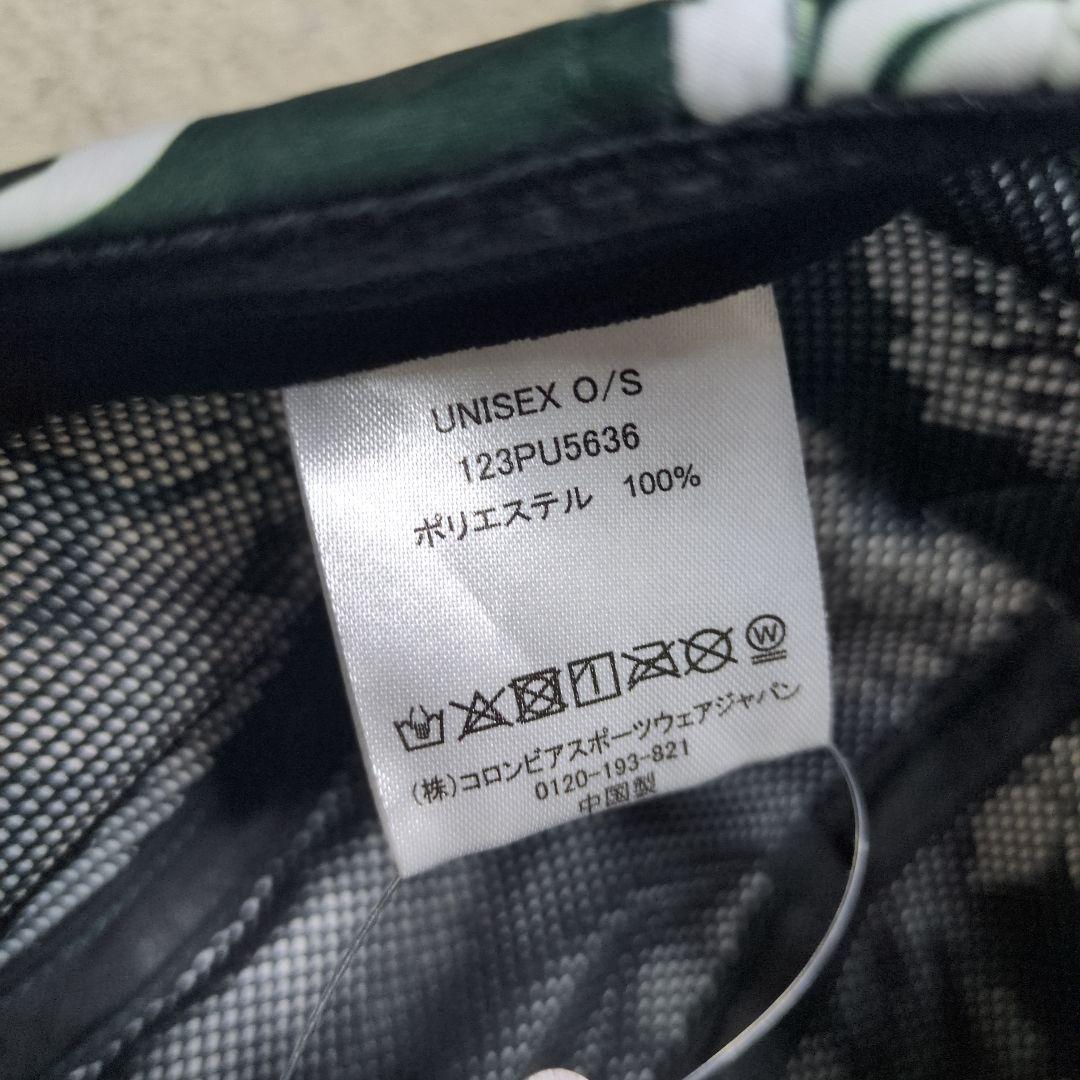 UNISEX O/S
123PU5636
ポリエステル 100%
W
(株)コロンビアスポーツウェアジャパン
0120-193-821
中国製